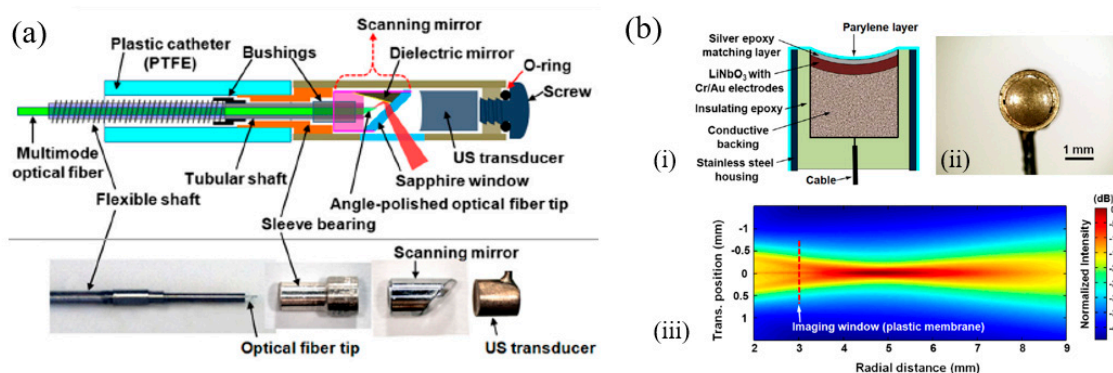 (a)
Scanning mirror
Plastic catheter
(PTFE)
Bushings
Dielectric mirror
O-ring
Screw
Multimode
optical fiber
Flexible shaft
Tubular shaft
Sleeve bearing
US transducer
Sapphire window
Angle-polished optical fiber tip
Scanning mirror
Optical fiber tip
US transducer
(b)
Parylene layer
Silver epoxy
matching layer
LiNbO3 with
Cr/Au electrodes
Insulating epoxy
Conductive
backing
Stainless steel
housing
Cable
(i)
(ii)
1 mm
(iii)
(dB)
Normalized Intensity
Trans. position (mm)
-1
-0.5
0
0.5
1
Imaging window (plastic membrane)
2
3
4
5
6
7
8
9
Radial distance (mm)